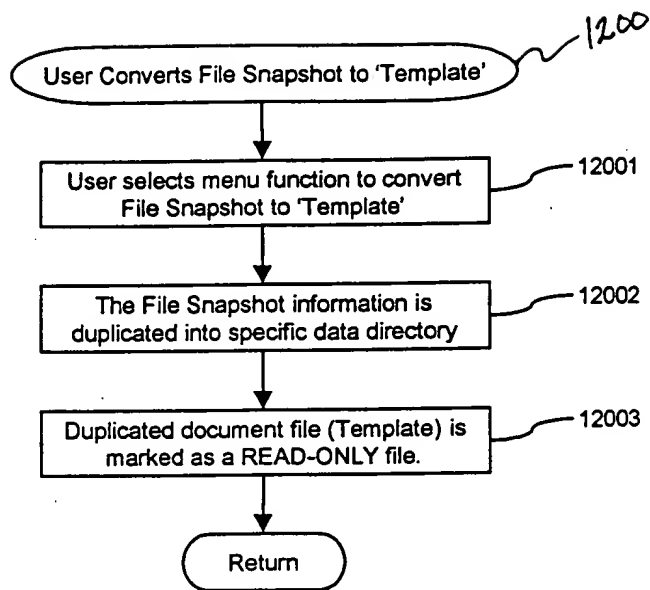 1200
User Converts File Snapshot to 'Template'
User selects menu function to convert
File Snapshot to 'Template'
12001
The File Snapshot information is
duplicated into specific data directory
12002
Duplicated document file (Template) is
marked as a READ-ONLY file.
12003
Return